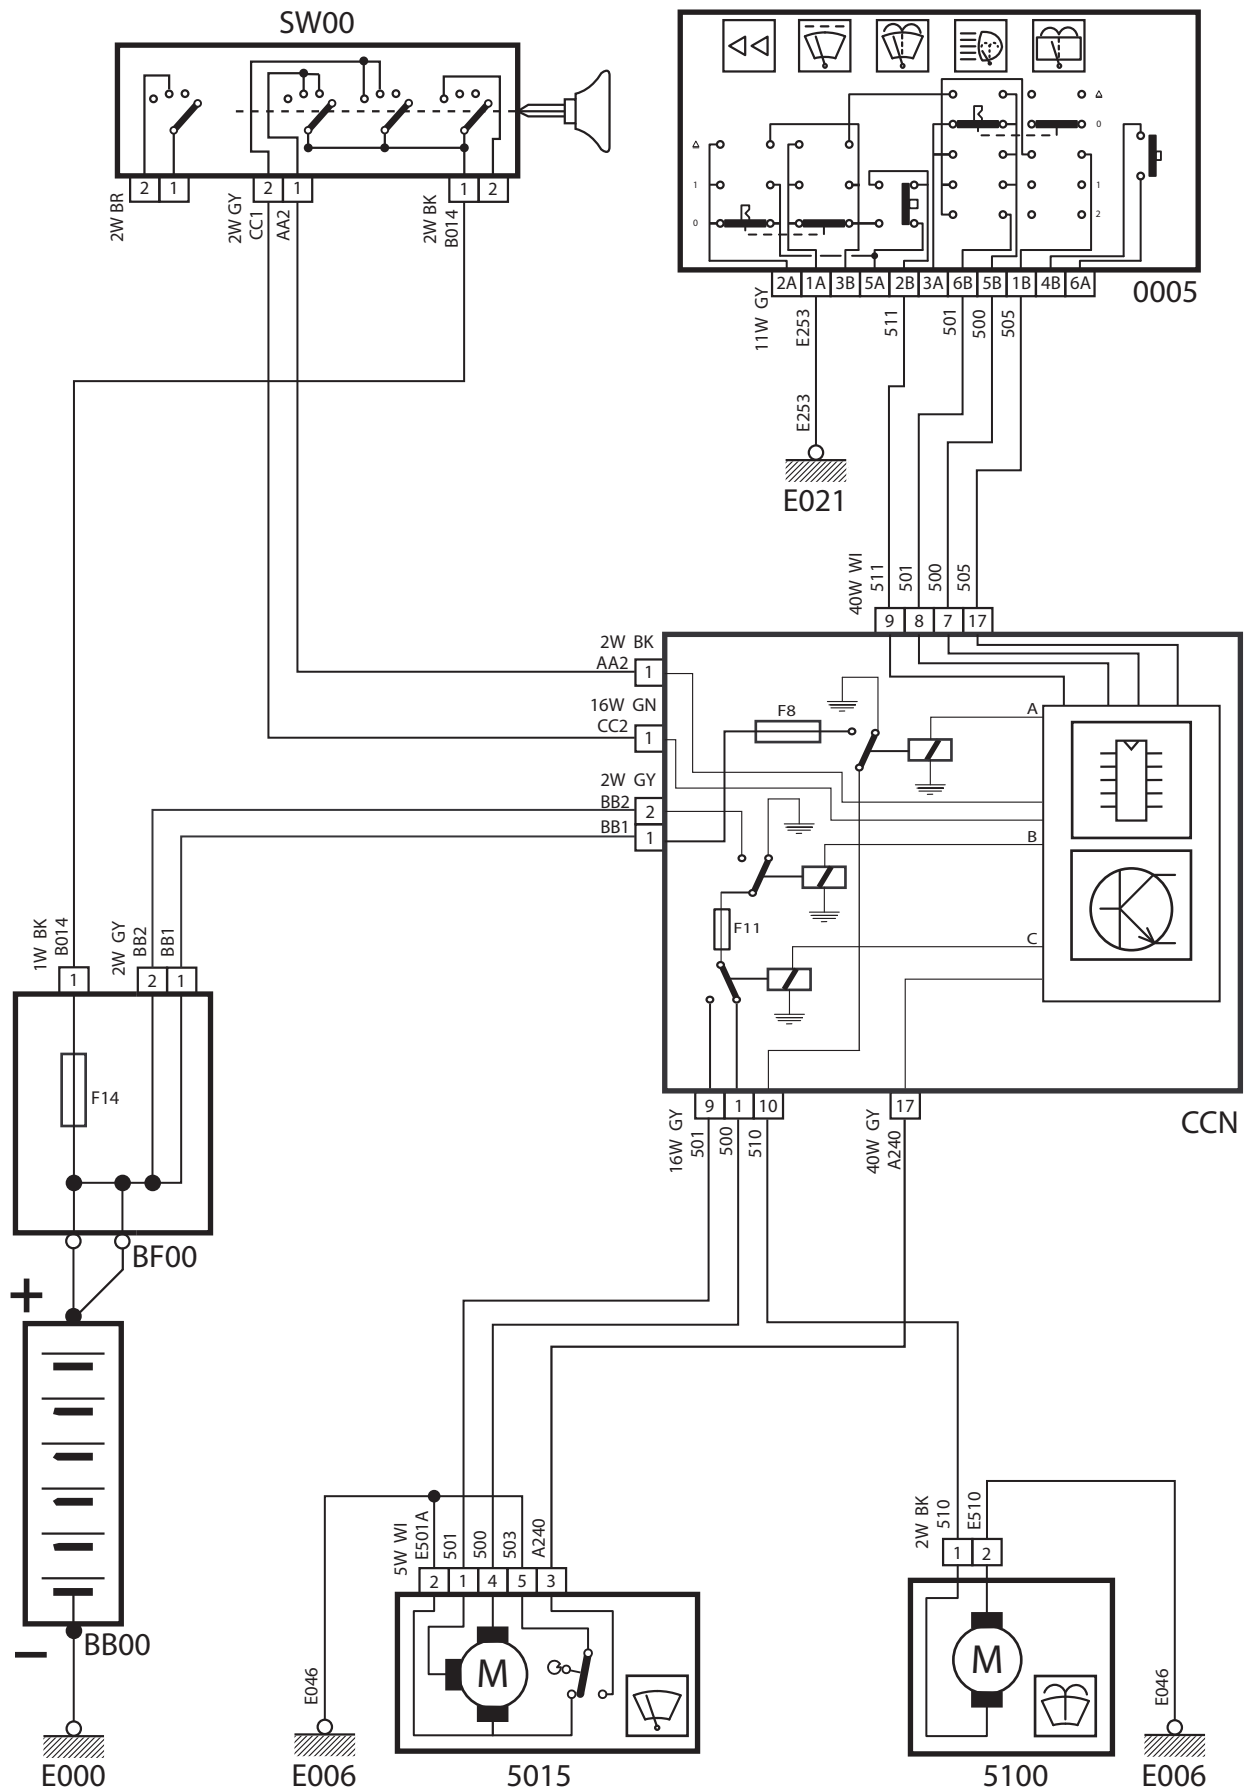 SW00
2 1 2 1 1 2
2W BR
2W GY
CC1
AA2
2W BK
B014
△ 0 1 2
△ 1 0
2A 1A 3B 5A 2B 3A 6B 5B 1B 4B 6A
0005
11W GY
E253
511
501
500
505
E253
E021
40W WI
511
501
500
505
9 8 7 17
2W BK
AA2 1
16W GN
CC2 1
2W GY
BB2 2
BB1 1
F8
A
B
F11
C
1W BK
B014
2W GY
BB2
BB1
1 2 1
F14
BF00
9 1 10 17
CCN
16W GY
501
500
510
40W GY
A240
+
BB00
−
E000
5W WI
E501A
501
500
503
A240
2 1 4 5 3
M
E046
E006
5015
2W BK
510
E510
1 2
M
E046
5100
E006